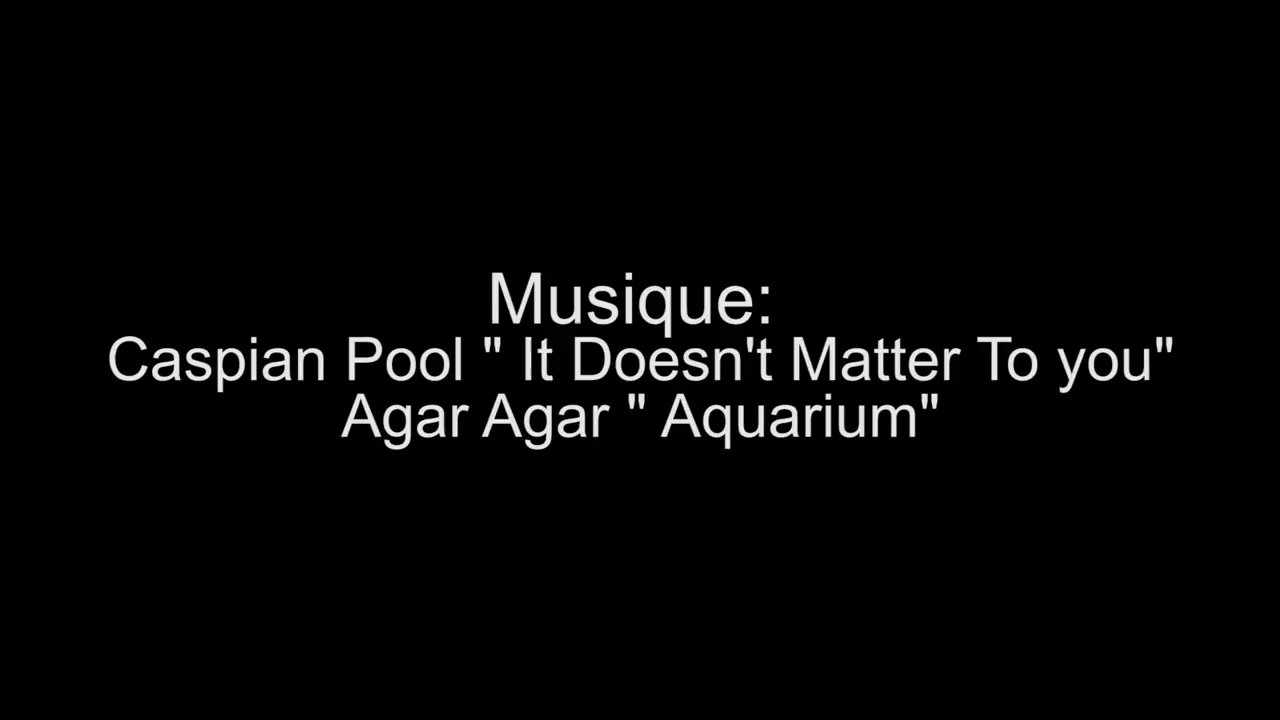 Musique:
Caspian Pool " It Doesn't Matter To you"
Agar Agar " Aquarium"